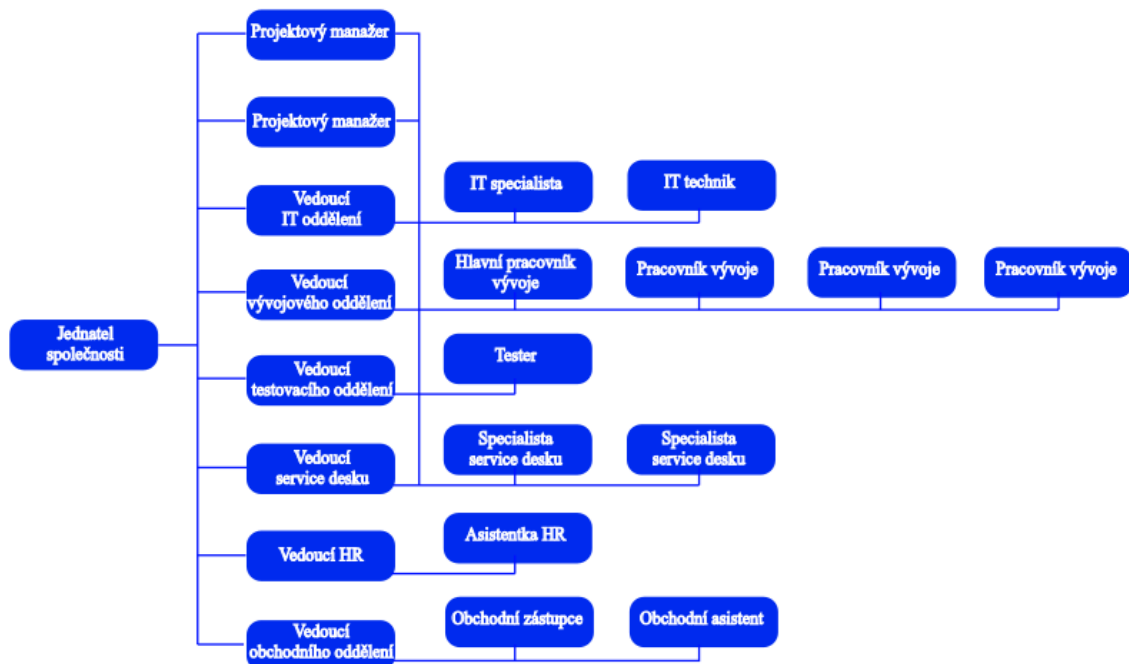 Projektový manažer
Projektový manažer
IT specialista
IT technik
Vedoucí
IT oddělení
Hlavní pracovník
vývoje
Pracovník vývoje
Pracovník vývoje
Pracovník vývoje
Vedoucí
vývojového oddělení
Jednatel
společnosti
Tester
Vedoucí
testovacího oddělení
Specialista
service desku
Specialista
service desku
Vedoucí
service desku
Asistentka HR
Vedoucí HR
Obchodní zástupce
Obchodní asistent
Vedoucí
obchodního oddělení